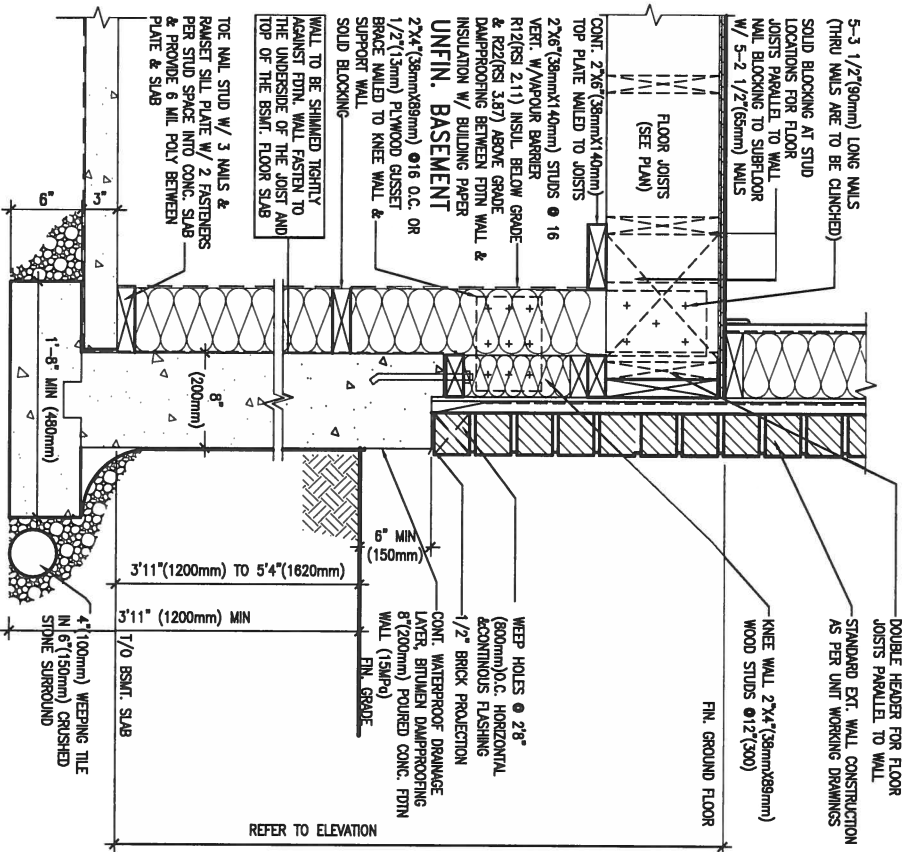 5-3 1/2"(90mm) LONG NAILS
(THRU NAILS ARE TO BE CLINCHED)
SOLID BLOCKING AT STUD
LOCATIONS FOR FLOOR
JOISTS PARALLEL TO WALL
NAIL BLOCKING TO SUBFLOOR
W/ 5-2 1/2"(65mm) NAILS
FLOOR JOISTS
(SEE PLAN)
CONT. 2"X6"(38mmX140mm)
TOP PLATE NAILED TO JOISTS
2"X6"(38mmX140mm) STUDS @ 16
VERT. W/VAPOUR BARRIER
R12(RSI 2.11) INSUL BELOW GRADE
& R22(RSI 3.87) ABOVE GRADE
DAMPPROOFING BETWEEN FDTN WALL &
INSULATION W/ BUILDING PAPER
UNFIN. BASEMENT
2"X4"(38mmX89mm) @16 O.C. OR
1/2"(13mm) PLYWOOD GUSSET
BRACE NAILED TO KNEE WALL &
SUPPORT WALL
SOLID BLOCKING
WALL TO BE SHIMMED TIGHTLY
AGAINST FDTN. WALL FASTEN TO
THE UNDERSIDE OF THE JOIST AND
TOP OF THE BSMT. FLOOR SLAB
TOE NAIL STUD W/ 3 NAILS &
RAMSET SILL PLATE W/ 2 FASTENERS
PER STUD SPACE INTO CONC. SLAB
& PROVIDE 6 MIL POLY BETWEEN
PLATE & SLAB
6"
3"
1'-8" MIN (480mm)
8"
(200mm)
DOUBLE HEADER FOR FLOOR
JOISTS PARALLEL TO WALL
STANDARD EXT. WALL CONSTRUCTION
AS PER UNIT WORKING DRAWINGS
KNEE WALL 2"X4"(38mmX89mm)
WOOD STUDS @12"(300)
FIN. GROUND FLOOR
WEEP HOLES @ 2'8"
(800mm)O.C. HORIZONTAL
&CONTINOUS FLASHING
1/2" BRICK PROJECTION
CONT. WATERPROOF DRAINAGE
LAYER, BITUMEN DAMPPROOFING
8"(200mm) POURED CONC. FDTN
WALL (15MPa)
6" MIN
(150mm)
FIN. GRADE
3'11"(1200mm) TO 5'4"(1620mm)
3'11" (1200mm) MIN
T/O BSMT. SLAB
4"(100mm) WEEPING TILE
IN 6"(150mm) CRUSHED
STONE SURROUND
REFER TO ELEVATION